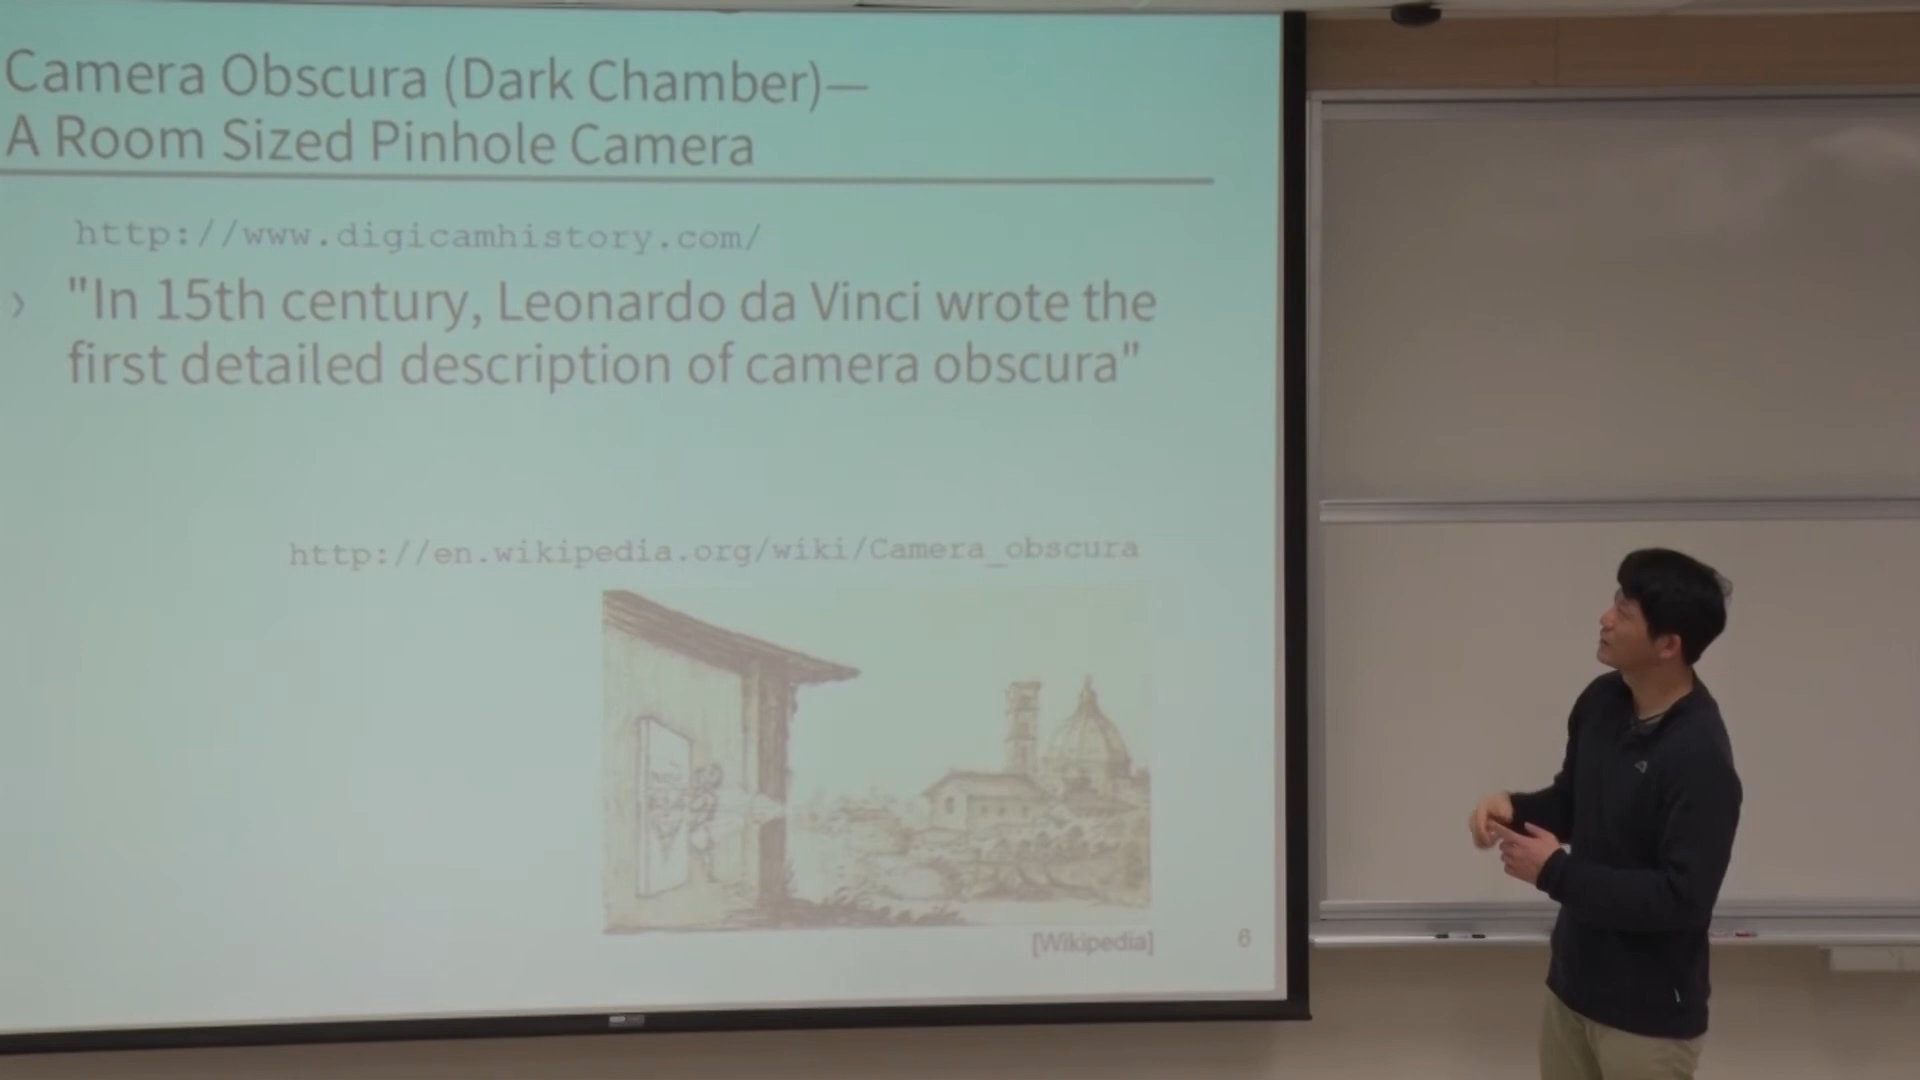 Camera Obscura (Dark Chamber)—
A Room Sized Pinhole Camera
http://www.digicamhistory.com/
› "In 15th century, Leonardo da Vinci wrote the
first detailed description of camera obscura"
http://en.wikipedia.org/wiki/Camera_obscura
[Wikipedia]
6